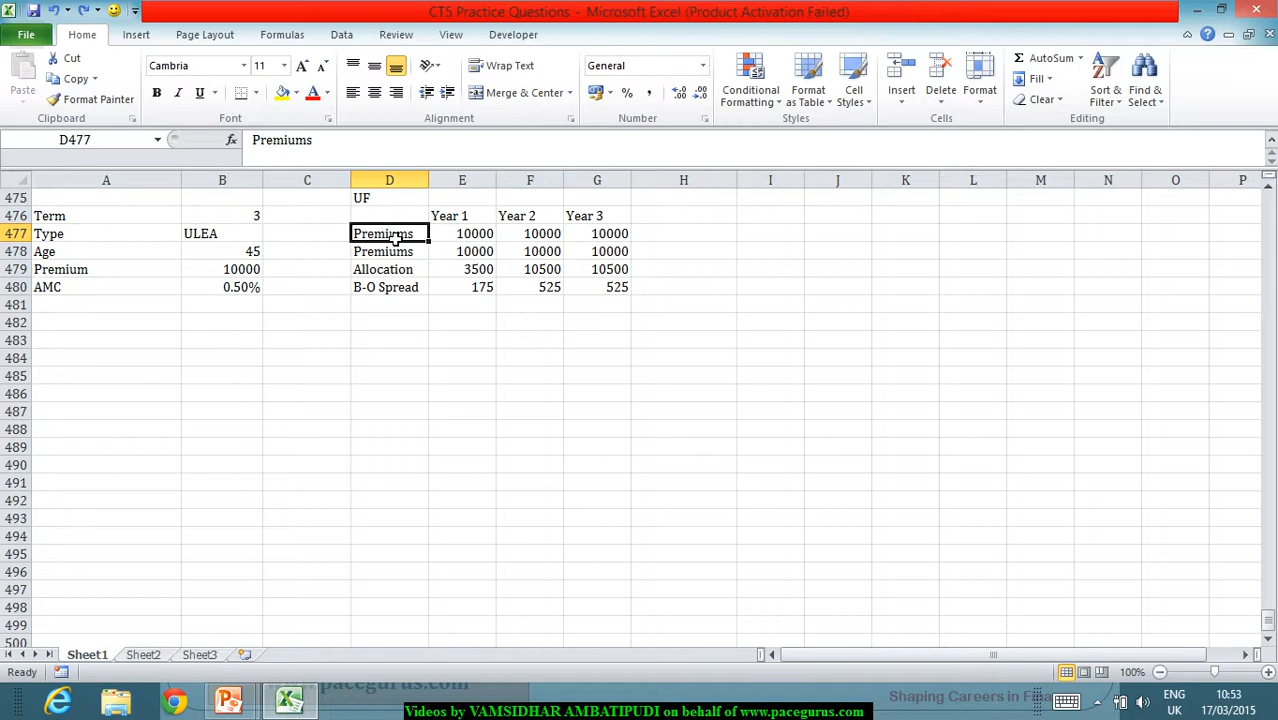 CT5 Practice Questions - Microsoft Excel (Product Activation Failed)
File Home Insert Page Layout Formulas Data Review View Developer
Paste Cut Copy Format Painter Clipboard
Cambria 11 B I U A A A Font
Wrap Text Merge & Center Alignment
General % , Number
Conditional Formatting Format as Table Cell Styles Styles
Insert Delete Format Cells
AutoSum Fill Clear Sort & Filter Find & Select Editing
D477 fx Premiums
A B C D E F G H I J K L M N O P
475 UF
476 Term 3 Year 1 Year 2 Year 3
477 Type ULEA Premiums 10000 10000 10000
478 Age 45 Premiums 10000 10000 10000
479 Premium 10000 Allocation 3500 10500 10500
480 AMC 0.50% B-O Spread 175 525 525
481
482
483
484
485
486
487
488
489
490
491
492
493
494
495
496
497
498
499
500
Sheet1 Sheet2 Sheet3
Ready 100%
www.pacegurus.com Shaping Careers in Fina
ENG 10:53
UK 17/03/2015
Videos by VAMSIDHAR AMBATIPUDI on behalf of www.pacegurus.com